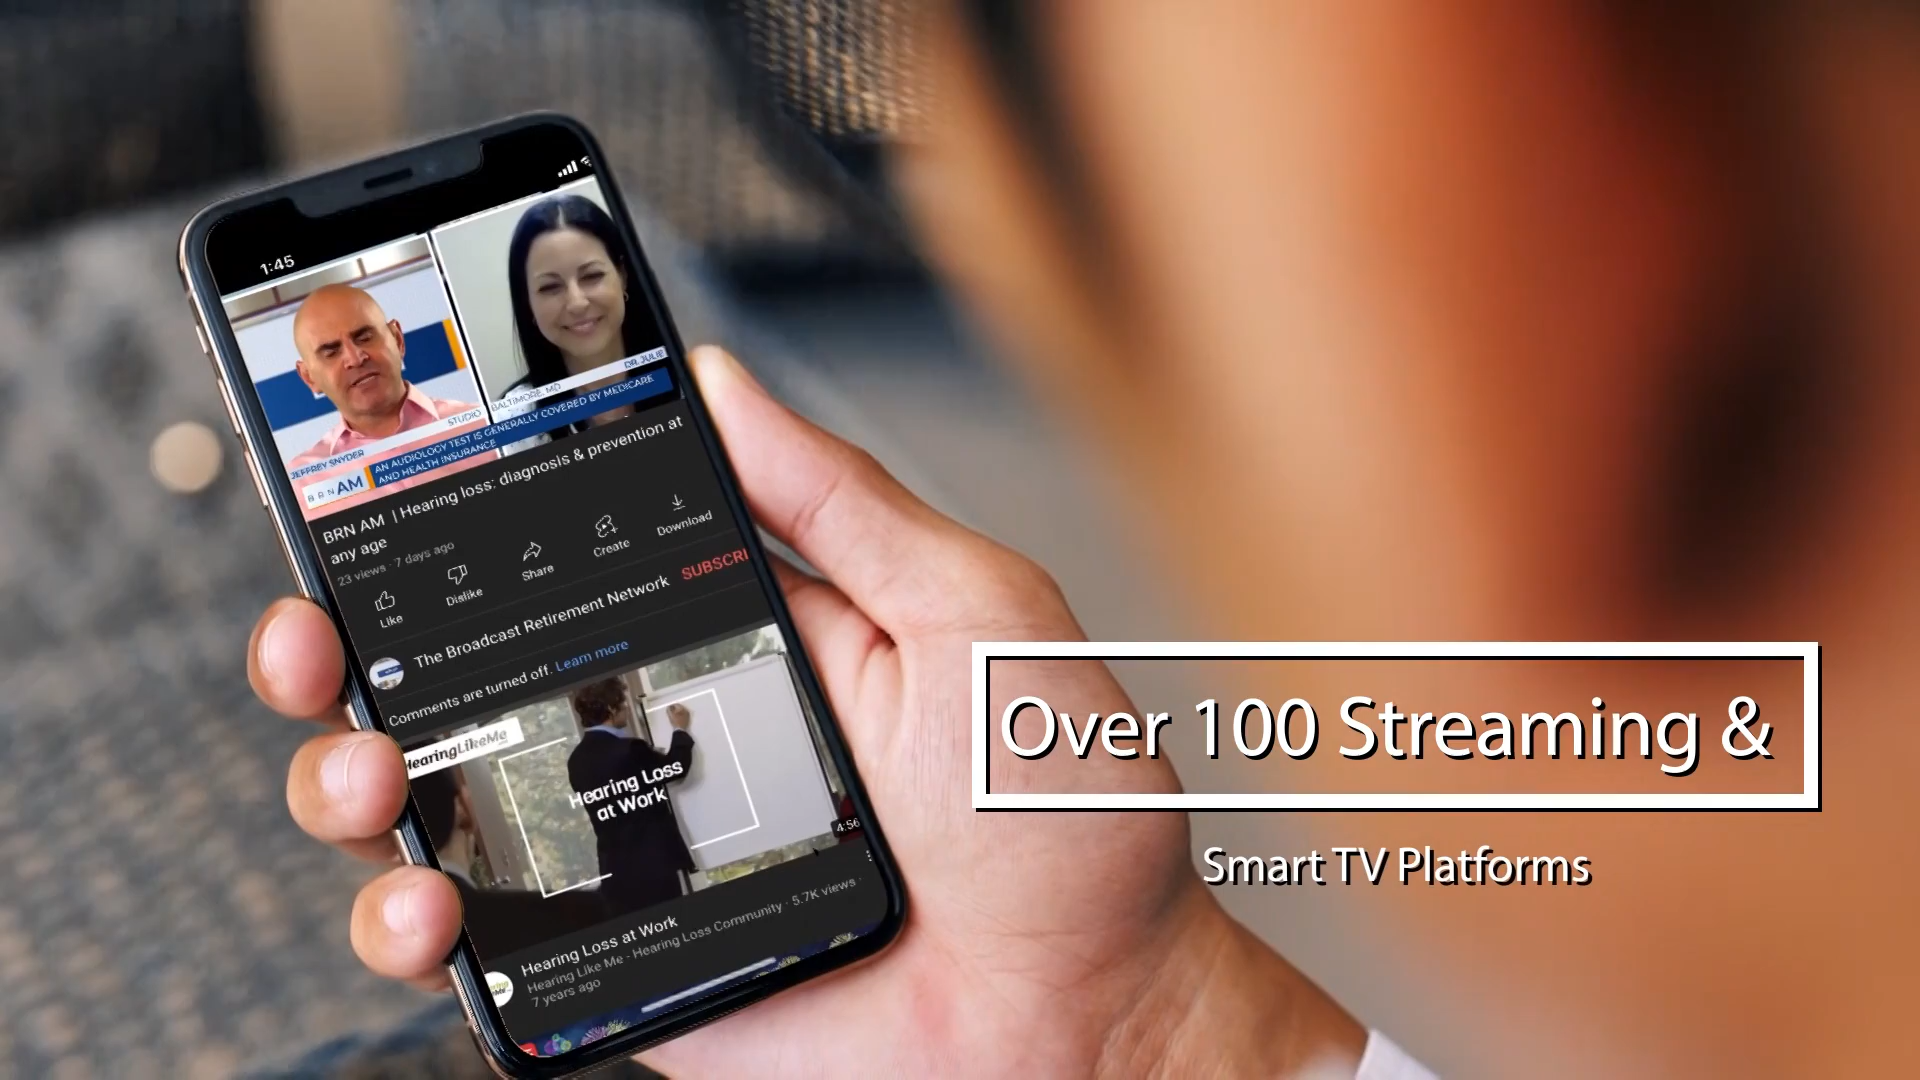 1:45
JEFFREY SNYDER
STUDIO
BALTIMORE, MD
DR. JULIE
BRN AM
AN AUDIOLOGY TEST IS GENERALLY COVERED BY MEDICARE
AND HEALTH INSURANCE
BRN AM | Hearing loss: diagnosis & prevention at
any age
23 views · 7 days ago
Like
Dislike
Share
Create
Download
The Broadcast Retirement Network
SUBSCRI
Comments are turned off. Learn more
HearingLikeMe
Hearing Loss
at Work
4:56
Hearing Loss at Work
Hearing Like Me - Hearing Loss Community · 5.7K views ·
7 years ago
Over 100 Streaming &
Smart TV Platforms